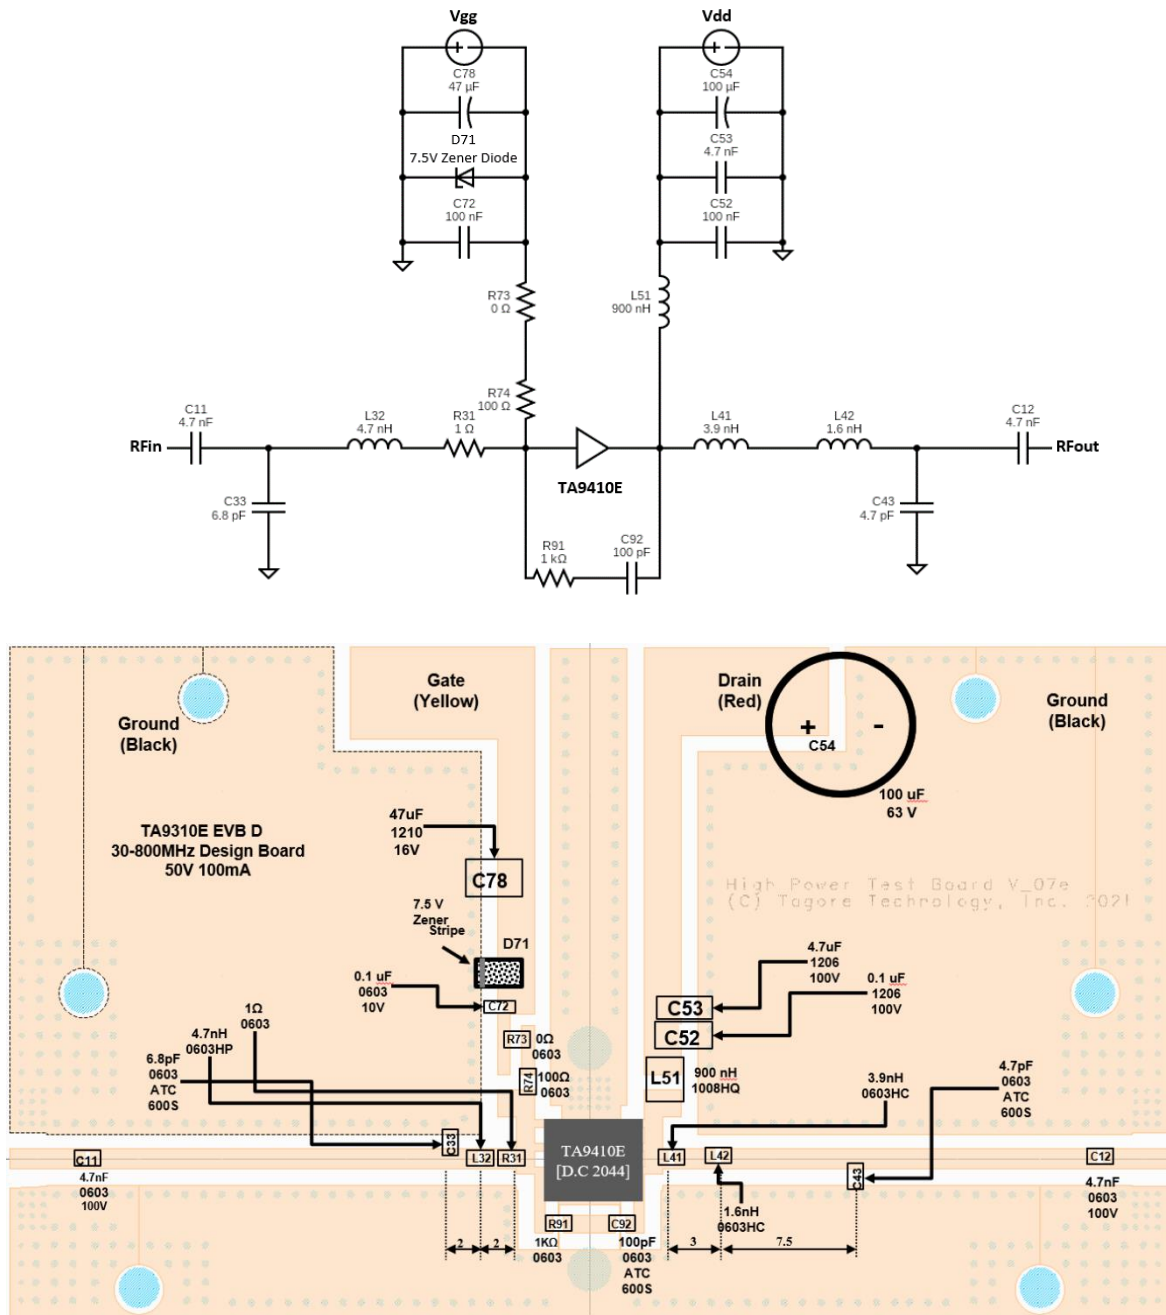 Vgg
Vdd
C78
47 µF
C54
100 µF
D71
7.5V Zener Diode
C53
4.7 nF
C72
100 nF
C52
100 nF
R73
0 Ω
L51
900 nH
R74
100 Ω
C11
4.7 nF
L32
4.7 nH
R31
1 Ω
L41
3.9 nH
L42
1.6 nH
C12
4.7 nF
RFin
RFout
TA9410E
C33
6.8 pF
C43
4.7 pF
R91
1 kΩ
C92
100 pF
Gate
(Yellow)
Drain
(Red)
Ground
(Black)
Ground
(Black)
+ -
C54
100 uF
63 V
TA9310E EVB D
30-800MHz Design Board
50V 100mA
47uF
1210
16V
C78
High Power Test Board V_07e
(C) Tagore Technology, Inc. 2021
7.5 V
Zener
Stripe
D71
0.1 uF
0603
10V
C72
4.7uF
1206
100V
0.1 uF
1206
100V
C53
C52
1Ω
0603
4.7nH
0603HP
6.8pF
0603
ATC
600S
R73
0Ω
0603
R74
100Ω
0603
L51
900 nH
1008HQ
3.9nH
0603HC
4.7pF
0603
ATC
600S
C11
4.7nF
0603
100V
C33
L32
R31
TA9410E
[D.C 2044]
L41
L42
C43
C12
4.7nF
0603
100V
1.6nH
0603HC
R91
1KΩ
0603
C92
100pF
0603
ATC
600S
2
2
3
7.5